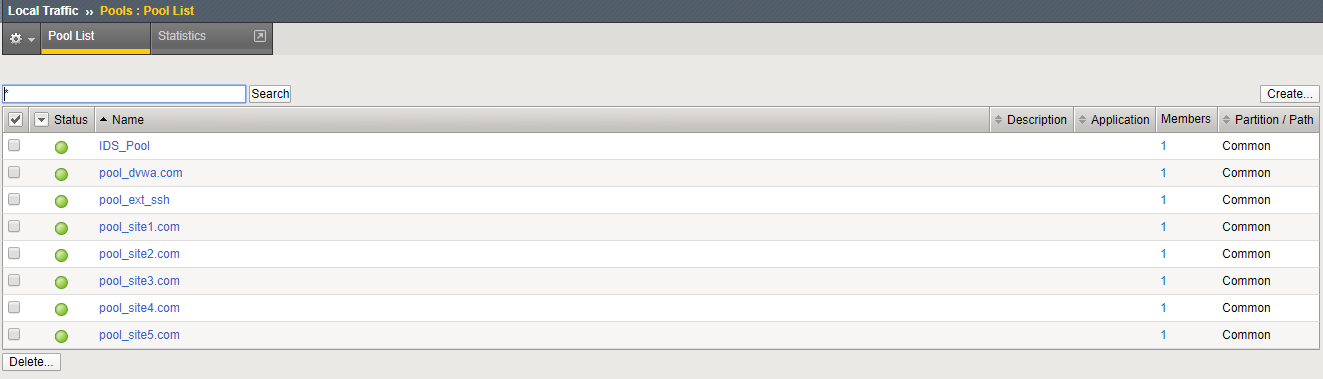 Local Traffic ›› Pools : Pool List
Pool List Statistics
* Search Create...
Status Name Description Application Members Partition / Path
IDS_Pool 1 Common
pool_dvwa.com 1 Common
pool_ext_ssh 1 Common
pool_site1.com 1 Common
pool_site2.com 1 Common
pool_site3.com 1 Common
pool_site4.com 1 Common
pool_site5.com 1 Common
Delete...